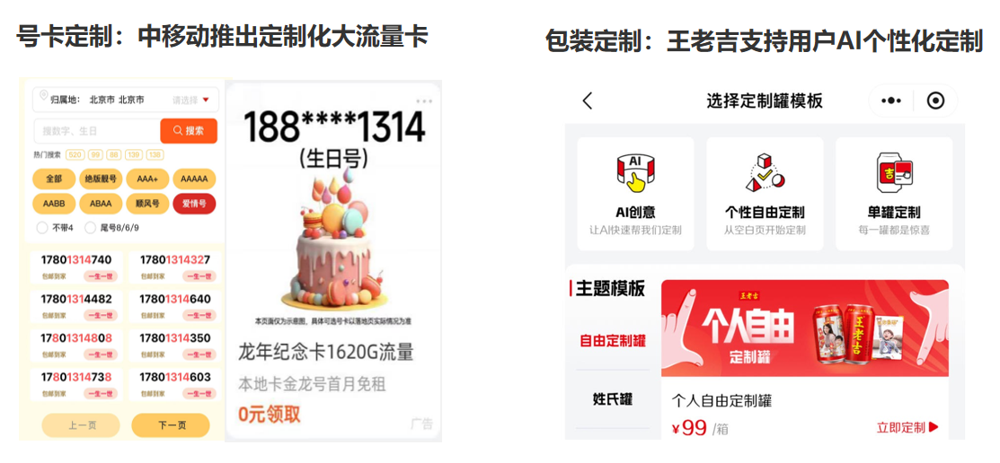 号卡定制：中移动推出定制化大流量卡
归属地： 北京市 北京市 请选择
搜数字、生日 搜索
热门搜索 520 99 88 139 138
全部 绝版靓号 AAA+ AAAAA
AABB ABAA 顺风号 爱情号
不带4 尾号8/6/9
17801314740 17801314327
包邮到家 一生一世 包邮到家 一生一世
17801314482 17801314640
包邮到家 一生一世 包邮到家 一生一世
17801314808 17801314350
包邮到家 一生一世 包邮到家 一生一世
17801314738 17801314603
包邮到家 一生一世 包邮到家 一生一世
上一页 下一页
188****1314
(生日号)
本页面仅为示意图、具体可选号卡以落地页实际情况为准
龙年纪念卡1620G流量
本地卡金龙号首月免租
0元领取
广告
包装定制：王老吉支持用户AI个性化定制
选择定制罐模板
AI
吉
AI创意 个性自由定制 单罐定制
让AI快速帮我们定制 从空白页开始定制 每一罐都是惊喜
主题模板
自由定制罐
姓氏罐
王老吉
个人自由
定制罐
王老吉
个人自由定制罐
¥99 /箱 立即定制